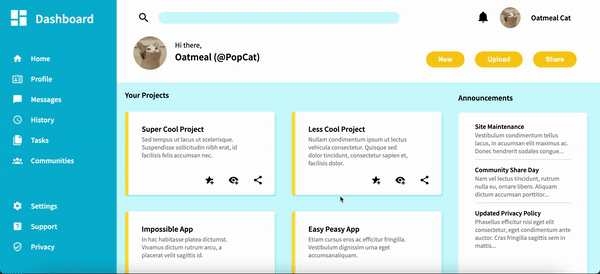 Dashboard
Home
Profile
Messages
History
Tasks
Communities
Settings
Support
Privacy
Oatmeal Cat
Hi there,
Oatmeal (@PopCat)
New
Upload
Share
Your Projects
Super Cool Project
Sed tempus ut lacus ut scelerisque.
Suspendisse sollicitudin nibh erat, id
facilisis felis accumsan nec.
Less Cool Project
Nullam condimentum ipsum ut lectus
vehicula consectetur. Quisque sed
dolor tincidunt, consectetur sapien et,
facilisis dolor.
Impossible App
In hac habitasse platea dictumst.
Vivamus dictum rutrum arcu, a
placerat velit sagittis id.
Easy Peasy App
Etiam cursus eros ac efficitur fringilla.
Vestibulum dignissim urna eget
accumsanaliquam.
Announcements
Site Maintenance
Vestibulum condimentum tellus
lacus, in accumsan elit maximus ac.
Donec hendrerit sodales congue...
Community Share Day
Nam vel lectus tincidunt, rutrum
nulla eu, ornare libero. Aliquam
dictum accumsan porttitor...
Updated Privacy Policy
Phasellus efficitur nisi eget elit
consectetur, eget condimentum ante
auctor. Cras fringilla sagittis sem in
mattis...